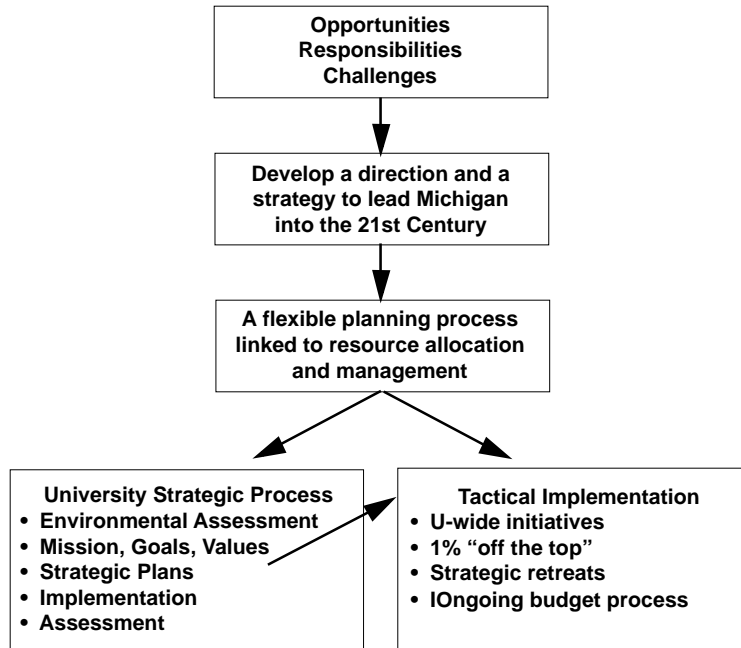 Opportunities
Responsibilities
Challenges
Develop a direction and a
strategy to lead Michigan
into the 21st Century
A flexible planning process
linked to resource allocation
and management
University Strategic Process
• Environmental Assessment
• Mission, Goals, Values
• Strategic Plans
• Implementation
• Assessment
Tactical Implementation
• U-wide initiatives
• 1% “off the top”
• Strategic retreats
• IOngoing budget process